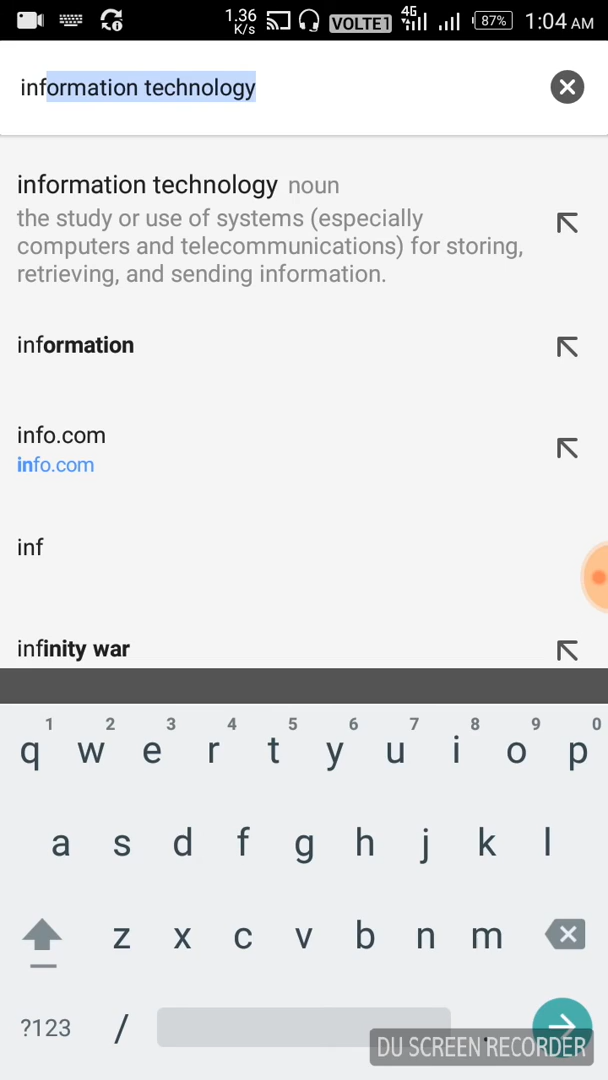 1.36 K/s VOLTE1 4G 87% 1:04 AM
information technology
information technology noun
the study or use of systems (especially
computers and telecommunications) for storing,
retrieving, and sending information.
information
info.com
info.com
inf
infinity war
1 2 3 4 5 6 7 8 9 0
q w e r t y u i o p
a s d f g h j k l
z x c v b n m
?123 / .
DU SCREEN RECORDER